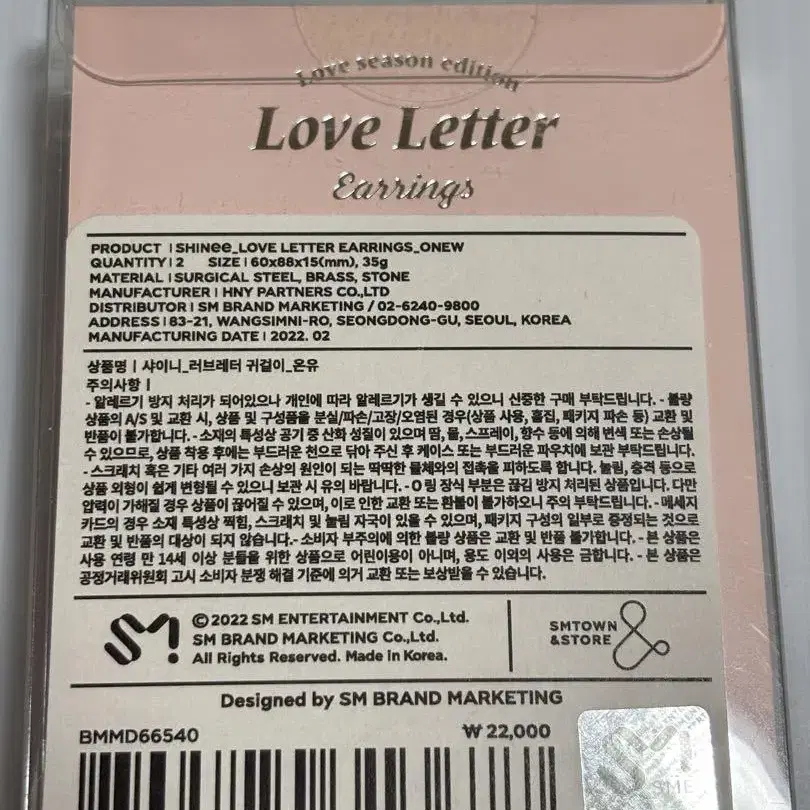 Love season edition
Love Letter
Earrings
PRODUCT | SHINee_LOVE LETTER EARRINGS_ONEW
QUANTITY | 2 SIZE | 60x88x15(mm), 35g
MATERIAL | SURGICAL STEEL, BRASS, STONE
MANUFACTURER | HNY PARTNERS CO.,LTD
DISTRIBUTOR | SM BRAND MARKETING / 02-6240-9800
ADDRESS | 83-21, WANGSIMNI-RO, SEONGDONG-GU, SEOUL, KOREA
MANUFACTURING DATE | 2022. 02
상품명 | 샤이니_러브레터 귀걸이_온유
주의사항 |
- 알레르기 방지 처리가 되어있으나 개인에 따라 알레르기가 생길 수 있으니 신중한 구매 부탁드립니다. - 불량
상품의 A/S 및 교환 시, 상품 및 구성품을 분실/파손/고장/오염된 경우(상품 사용, 흠집, 패키지 파손 등) 교환 및
반품이 불가합니다. - 소재의 특성상 공기 중 산화 성질이 있으며 땀, 물, 스프레이, 향수 등에 의해 변색 또는 손상될
수 있으므로, 상품 착용 후에는 부드러운 천으로 닦아 주신 후 케이스 또는 부드러운 파우치에 보관 부탁드립니다.
- 스크래치 혹은 기타 여러 가지 손상의 원인이 되는 딱딱한 물체와의 접촉을 피하도록 합니다. 눌림, 충격 등으로
상품 외형이 쉽게 변형될 수 있으니 보관 시 유의 바랍니다. - O링 장식 부분은 끊김 방지 처리된 상품입니다. 다만
압력이 가해질 경우 상품이 끊어질 수 있으며, 이로 인한 교환 또는 환불이 불가하오니 주의 부탁드립니다. - 메세지
카드의 경우 소재 특성상 찍힘, 스크래치 및 눌림 자국이 있을 수 있으며, 패키지 구성의 일부로 증정되는 것으로
교환 및 반품의 대상이 되지 않습니다. - 소비자 부주의에 의한 불량 상품은 교환 및 반품 불가합니다. - 본 상품은
사용 연령 만 14세 이상 분들을 위한 상품으로 어린이용이 아니며, 용도 이외의 사용은 금합니다. - 본 상품은
공정거래위원회 고시 소비자 분쟁 해결 기준에 의거 교환 또는 보상받을 수 있습니다.
SM
© 2022 SM ENTERTAINMENT Co.,Ltd.
SM BRAND MARKETING Co.,Ltd.
All Rights Reserved. Made in Korea.
SMTOWN
&STORE
&
Designed by SM BRAND MARKETING
BMMD66540
₩ 22,000
SM